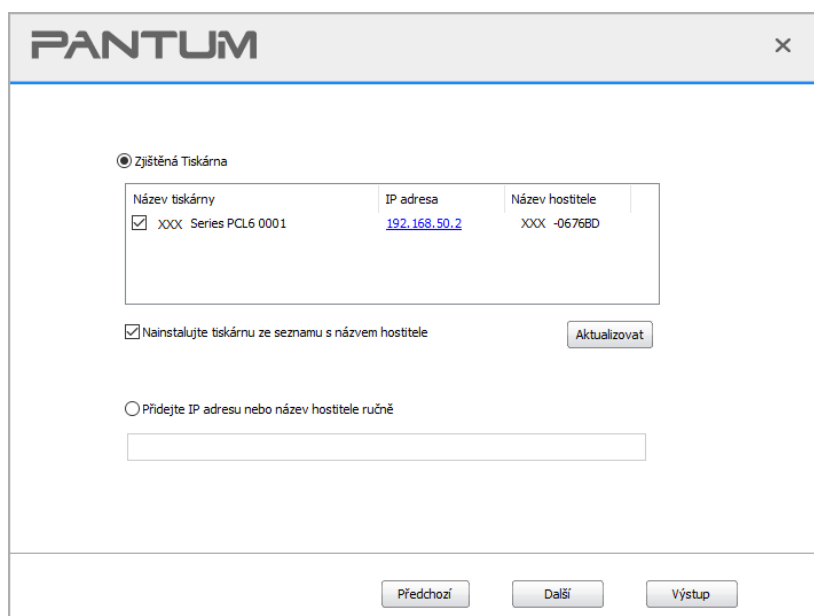 PANTUM
Zjištěná Tiskárna
Název tiskárny IP adresa Název hostitele
XXX Series PCL6 0001 192.168.50.2 XXX -0676BD
Nainstalujte tiskárnu ze seznamu s názvem hostitele Aktualizovat
Přidejte IP adresu nebo název hostitele ručně
Předchozí Další Výstup